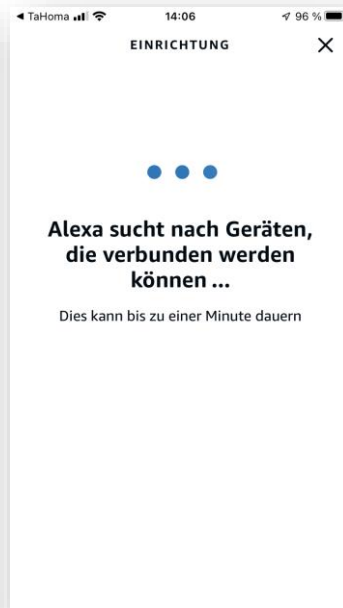 TaHoma 14:06 96 %
EINRICHTUNG
Alexa sucht nach Geräten,
die verbunden werden
können ...
Dies kann bis zu einer Minute dauern